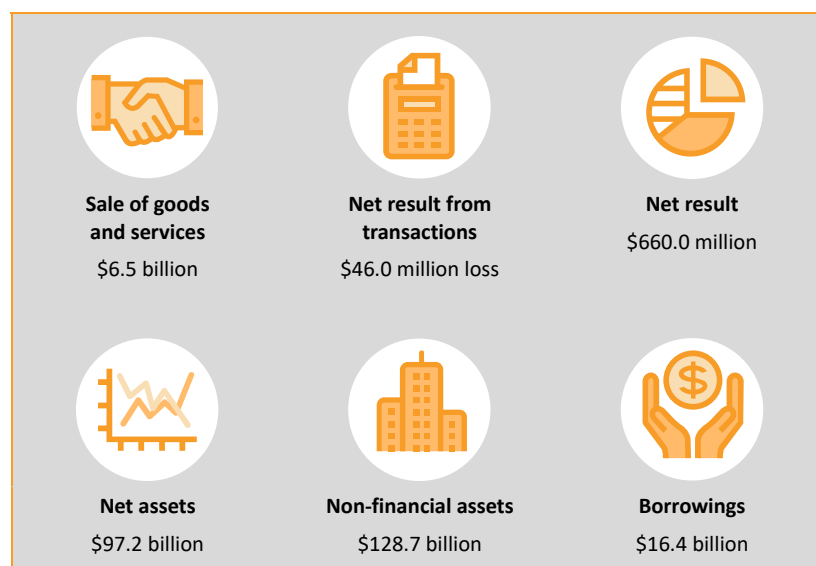 Sale of goods
and services
$6.5 billion
Net result from
transactions
$46.0 million loss
Net result
$660.0 million
Net assets
$97.2 billion
Non-financial assets
$128.7 billion
Borrowings
$16.4 billion